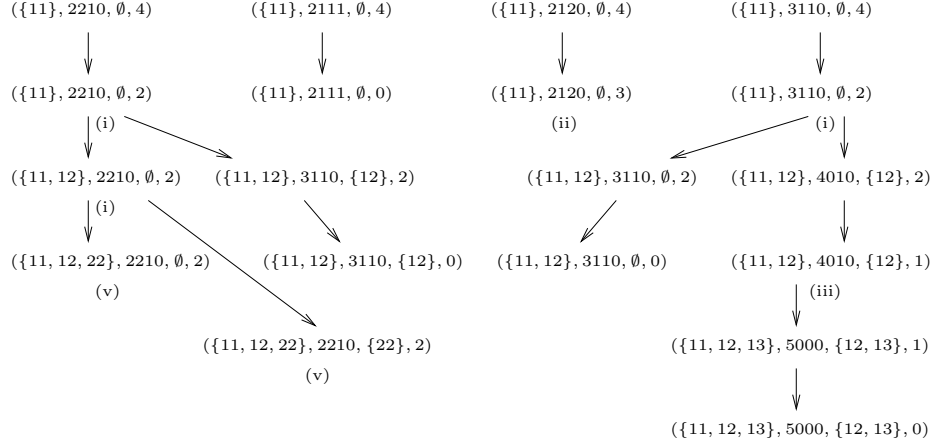 ({11}, 2210, ∅, 4) ({11}, 2111, ∅, 4) ({11}, 2120, ∅, 4) ({11}, 3110, ∅, 4)
({11}, 2210, ∅, 2) ({11}, 2111, ∅, 0) ({11}, 2120, ∅, 3) ({11}, 3110, ∅, 2)
(i) (ii) (i)
({11, 12}, 2210, ∅, 2) ({11, 12}, 3110, {12}, 2) ({11, 12}, 3110, ∅, 2) ({11, 12}, 4010, {12}, 2)
(i)
({11, 12, 22}, 2210, ∅, 2) ({11, 12}, 3110, {12}, 0) ({11, 12}, 3110, ∅, 0) ({11, 12}, 4010, {12}, 1)
(v) (iii)
({11, 12, 22}, 2210, {22}, 2) ({11, 12, 13}, 5000, {12, 13}, 1)
(v)
({11, 12, 13}, 5000, {12, 13}, 0)